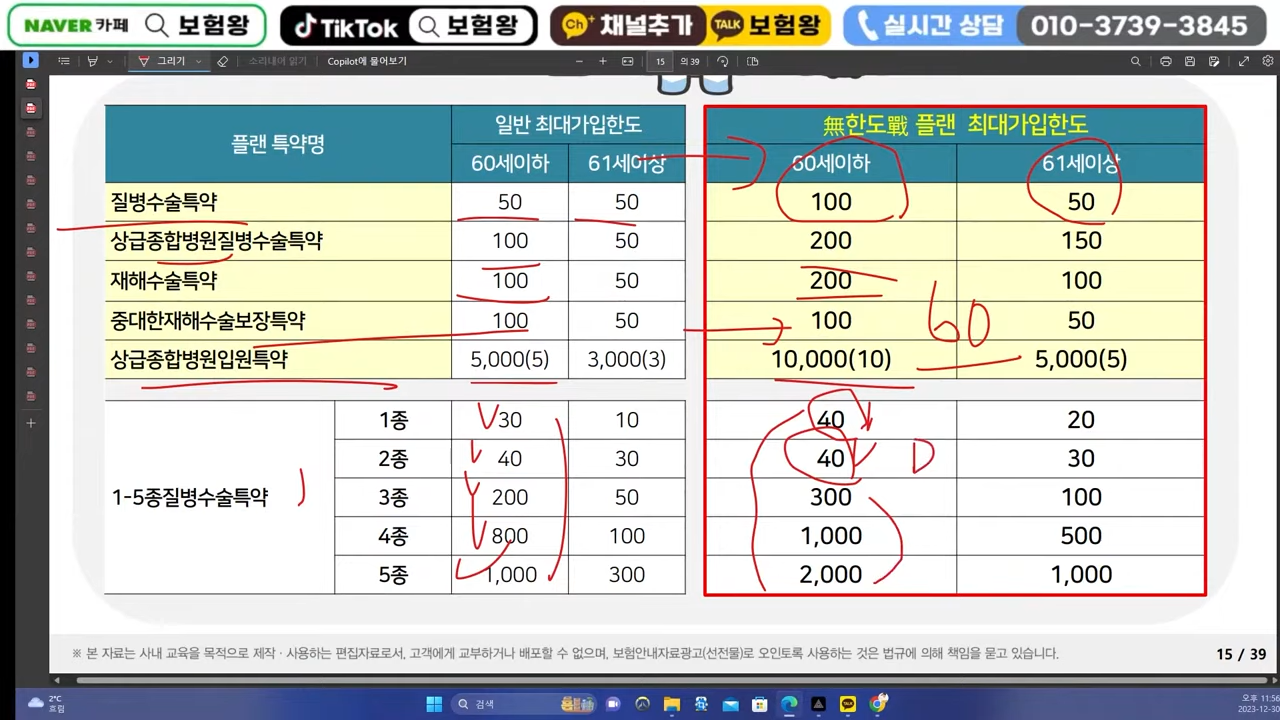 NAVER 카페 보험왕 TikTok 보험왕 Ch+ 채널추가 TALK 보험왕 실시간 상담 010-3739-3845
그리기 소리내어 읽기 Copilot에 물어보기 15 의 39
플랜 특약명 일반 최대가입한도 無한도戰 플랜 최대가입한도
60세이하 61세이상 60세이하 61세이상
질병수술특약 50 50 100 50
상급종합병원질병수술특약 100 50 200 150
재해수술특약 100 50 200 100
중대한재해수술보장특약 100 50 100 50
60
상급종합병원입원특약 5,000(5) 3,000(3) 10,000(10) 5,000(5)
1-5종질병수술특약
1종 30 10 40 20
2종 40 30 40 30
3종 200 50 300 100
4종 800 100 1,000 500
5종 1,000 300 2,000 1,000
※ 본 자료는 사내 교육을 목적으로 제작 · 사용하는 편집자료로서, 고객에게 교부하거나 배포할 수 없으며, 보험안내자료광고(선전물)로 오인토록 사용하는 것은 법규에 의해 책임을 묻고 있습니다.
15 / 39
2°C
흐림
검색
오후 11:56
2023-12-30